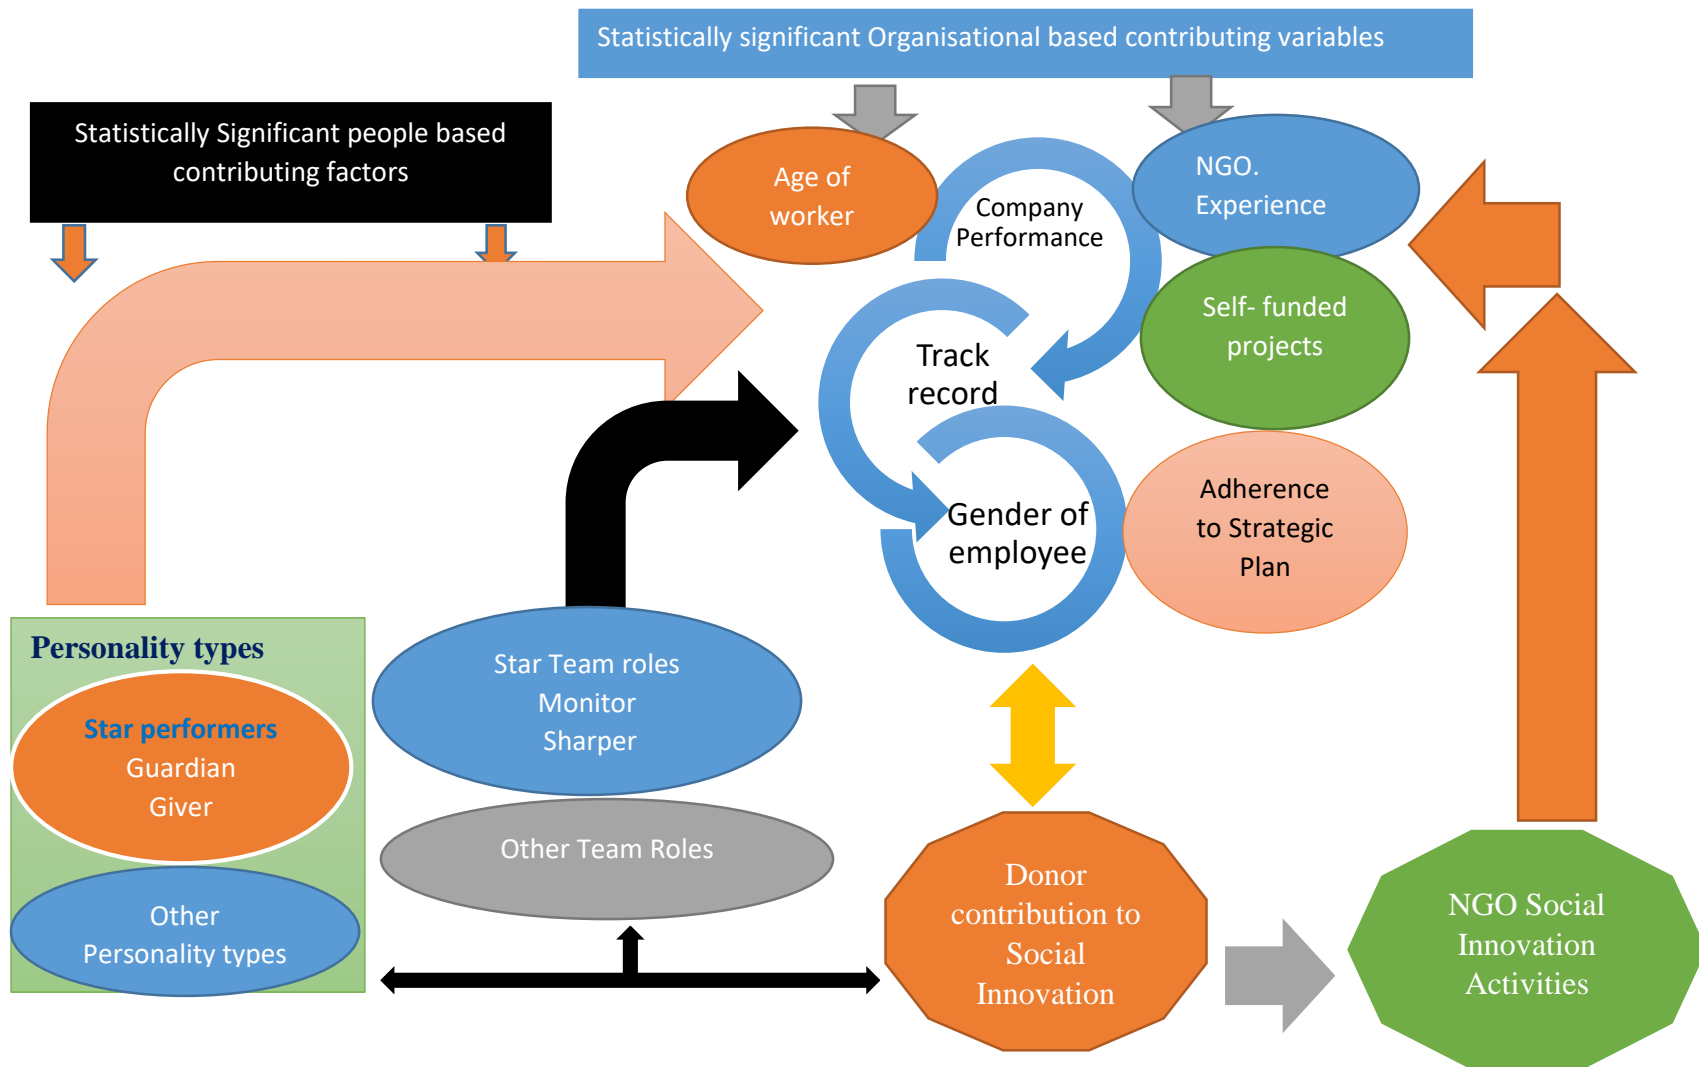 Statistically significant Organisational based contributing variables
Statistically Significant people based
contributing factors
Age of
worker
Company
Performance
NGO.
Experience
Self- funded
projects
Track
record
Gender of
employee
Adherence
to Strategic
Plan
Personality types
Star performers
Guardian
Giver
Other
Personality types
Star Team roles
Monitor
Sharper
Other Team Roles
Donor
contribution to
Social
Innovation
NGO Social
Innovation
Activities